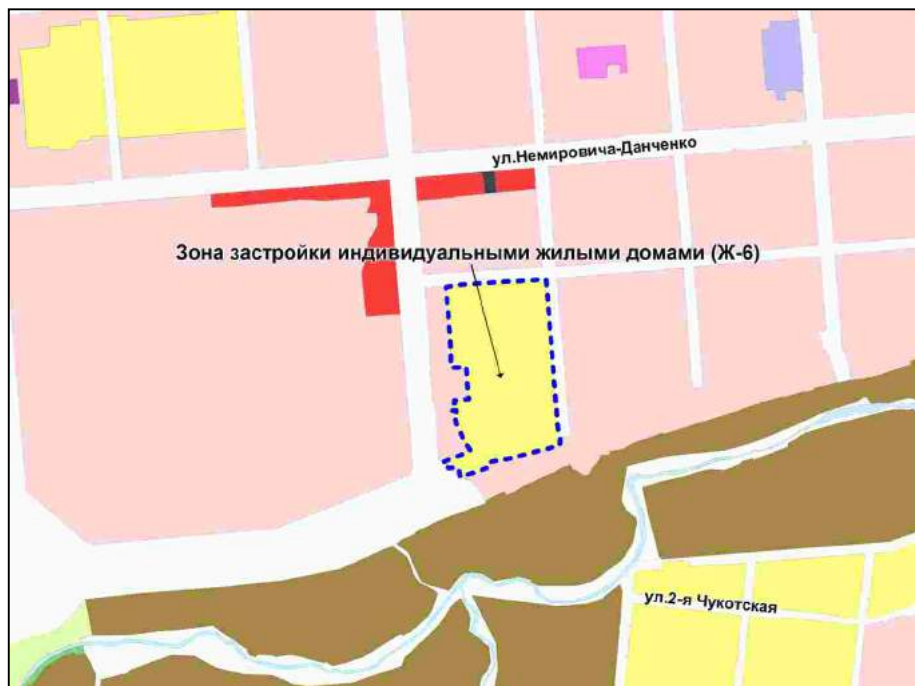 ул.Немировича-Данченко
Зона застройки индивидуальными жилыми домами (Ж-6)
ул.2-я Чукотская